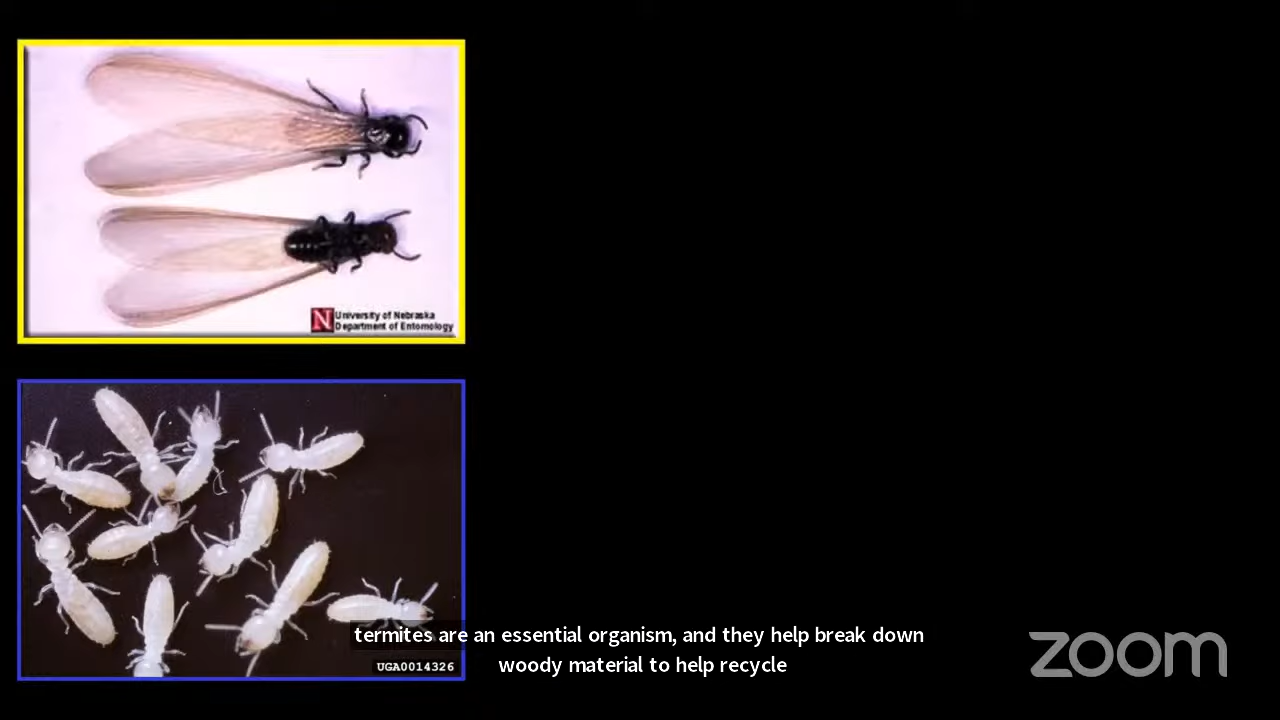 N University of Nebraska
Department of Entomology
UGA0014326
termites are an essential organism, and they help break down
woody material to help recycle
zoom